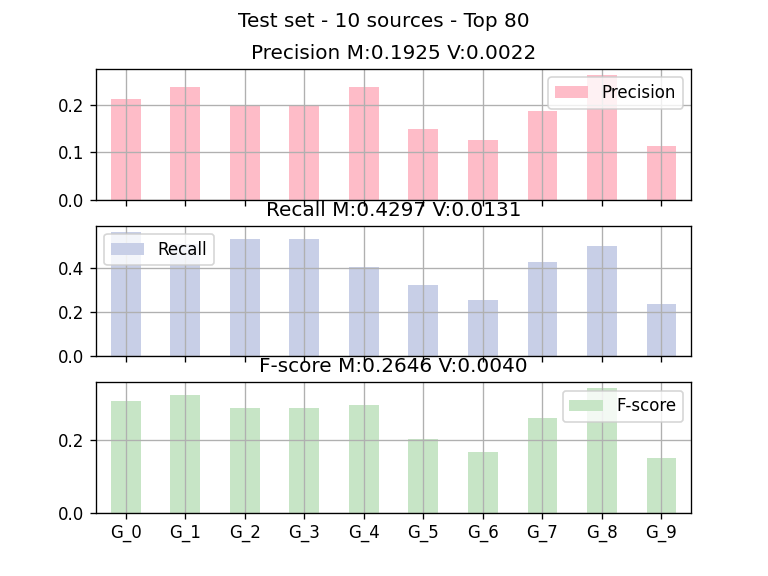 Test set - 10 sources - Top 80
Precision M:0.1925 V:0.0022
0.2
0.1
0.0
Precision
Recall M:0.4297 V:0.0131
0.4
0.2
0.0
Recall
F-score M:0.2646 V:0.0040
0.2
0.0
F-score
G_0 G_1 G_2 G_3 G_4 G_5 G_6 G_7 G_8 G_9